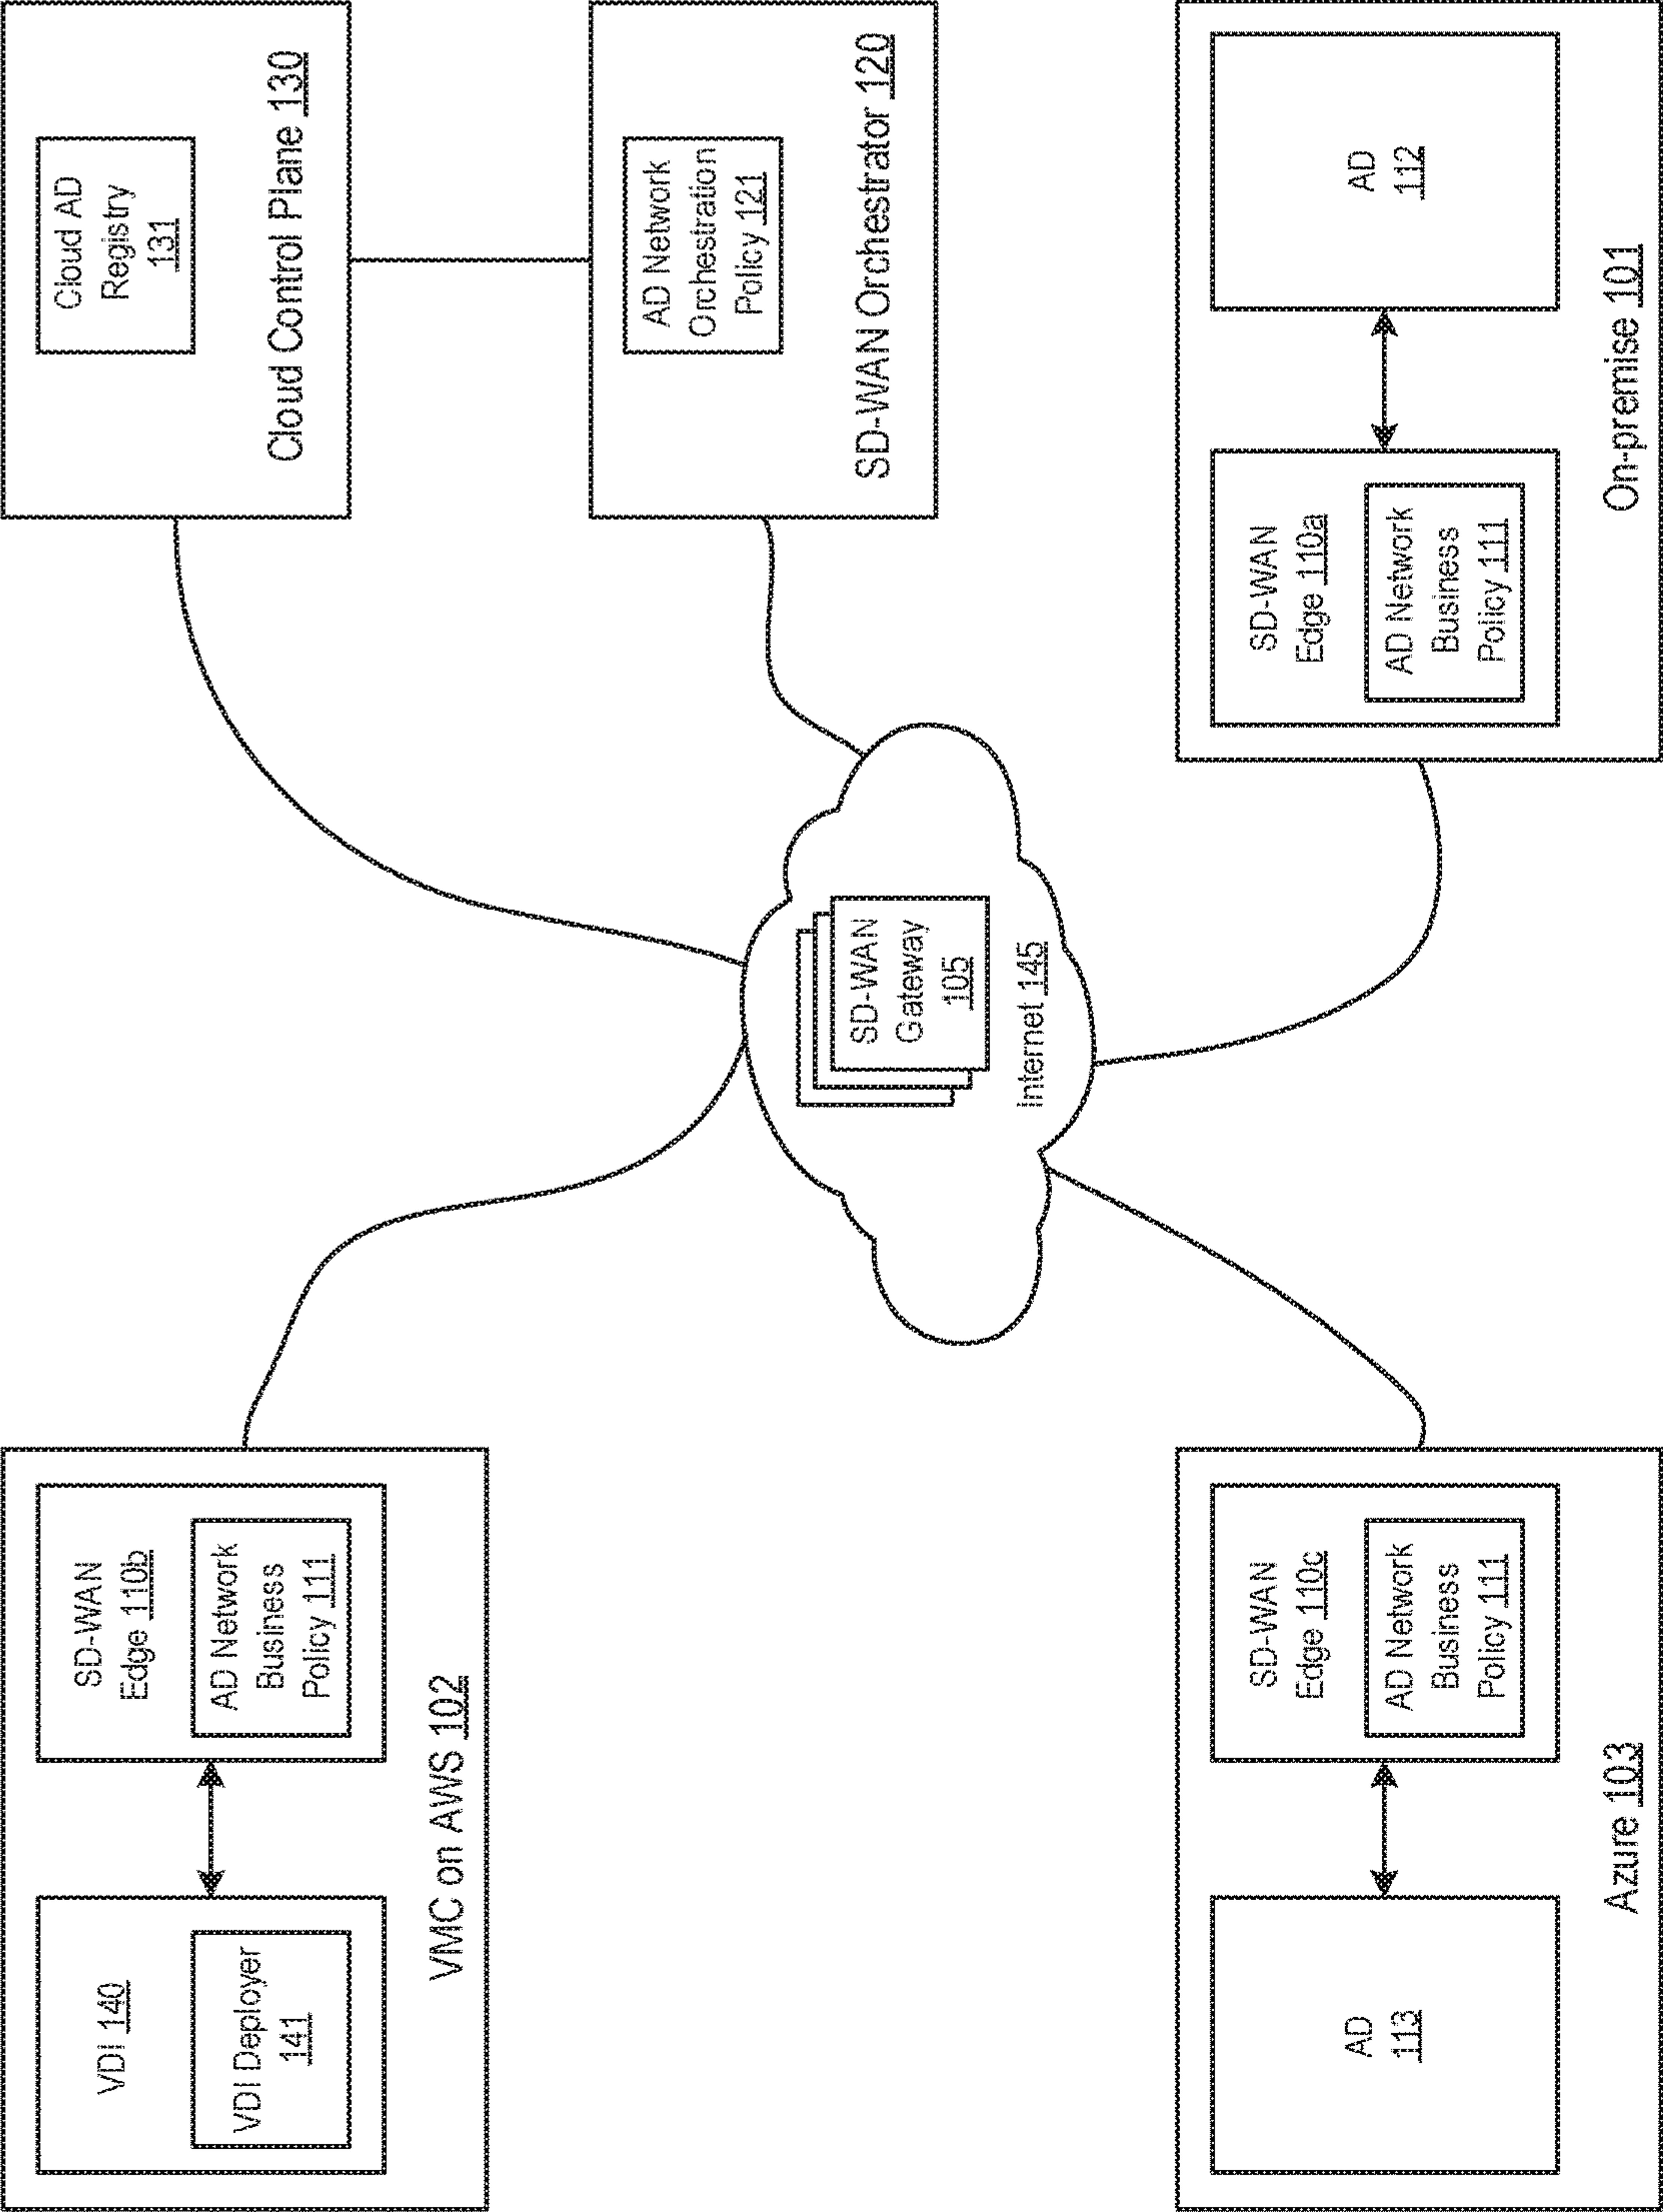 VDI 140
VDI Deployer
141
SD-WAN
Edge 110b
AD Network
Business
Policy 111
VMC on AWS 102
Cloud AD
Registry
131
Cloud Control Plane 130
AD Network
Orchestration
Policy 121
SD-WAN Orchestrator 120
SD-WAN
Gateway
105
Internet 145
AD
113
SD-WAN
Edge 110c
AD Network
Business
Policy 111
Azure 103
SD-WAN
Edge 110a
AD Network
Business
Policy 111
AD
112
On-premise 101